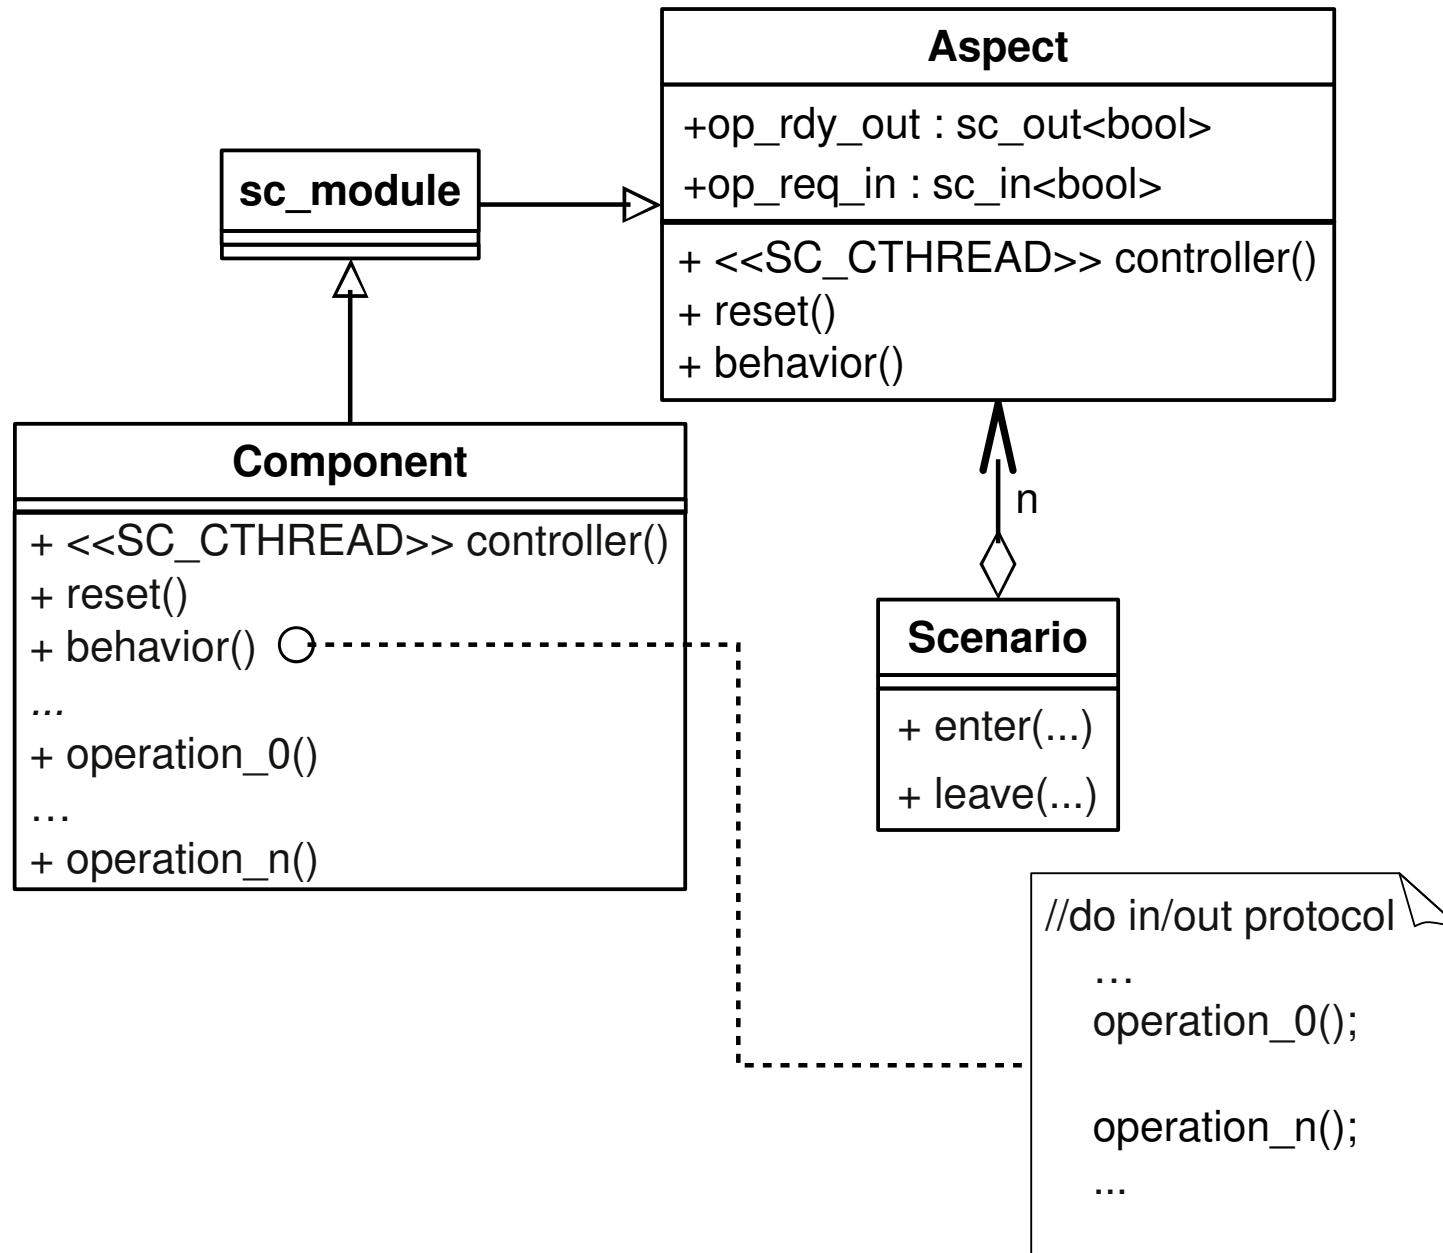 Aspect
+op_rdy_out : sc_out<bool>
+op_req_in : sc_in<bool>
+ <<SC_CTHREAD>> controller()
+ reset()
+ behavior()
sc_module
Component
+ <<SC_CTHREAD>> controller()
+ reset()
+ behavior()
...
+ operation_0()
...
+ operation_n()
n
Scenario
+ enter(...)
+ leave(...)
//do in/out protocol
...
operation_0();
operation_n();
...